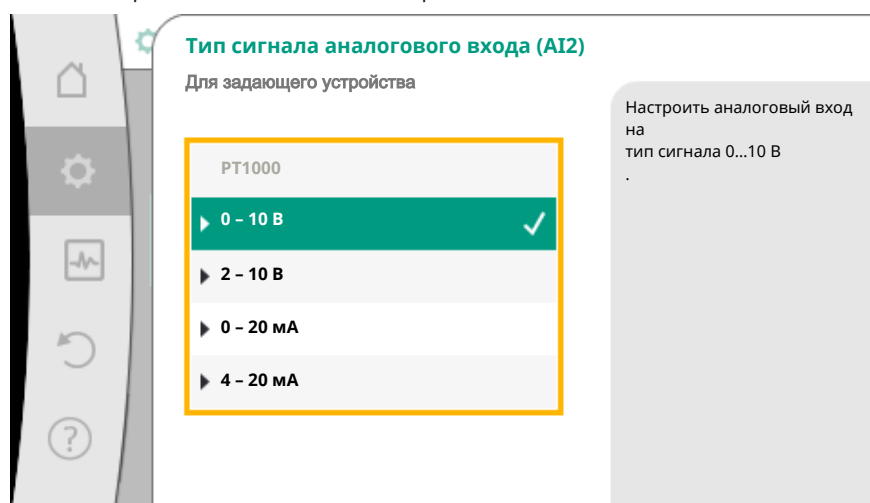 Тип сигнала аналогового входа (AI2)
Для задающего устройства
PT1000
0 – 10 В
2 – 10 В
0 – 20 мА
4 – 20 мА
Настроить аналоговый вход
на
тип сигнала 0...10 В
.
?